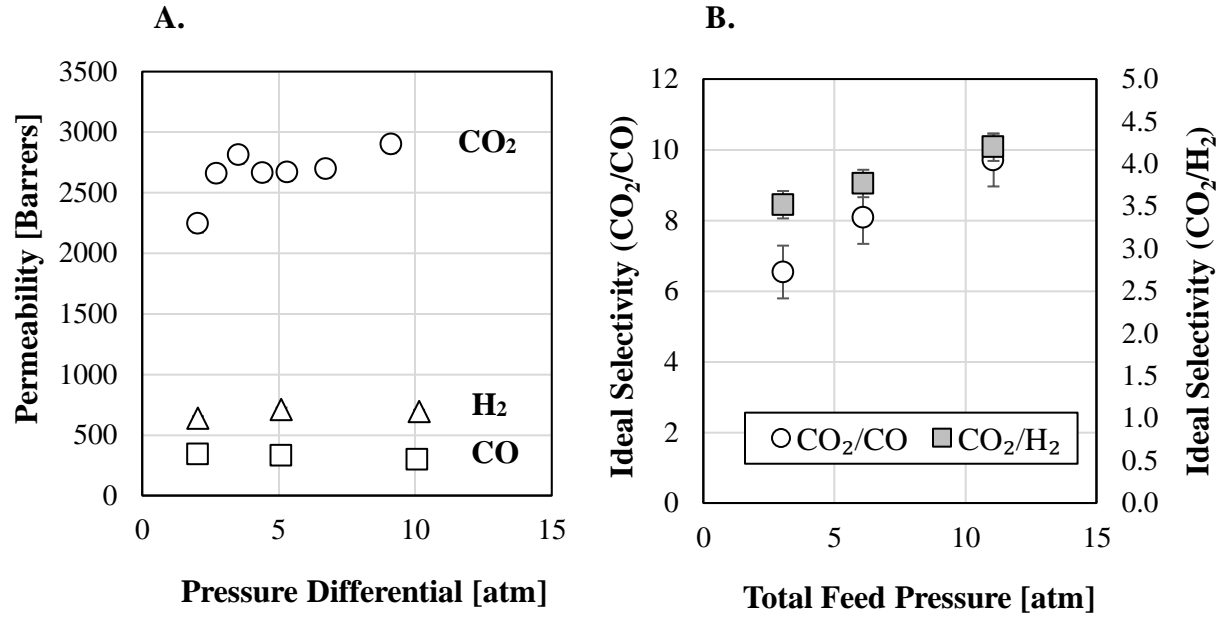 A.
Permeability [Barrers]
3500
3000
2500
2000
1500
1000
500
0
CO₂
H₂
CO
0 5 10 15
Pressure Differential [atm]
B.
Ideal Selectivity (CO₂/CO)
12
10
8
6
4
2
0
CO₂/CO CO₂/H₂
5.0
4.5
4.0
3.5
3.0
2.5
2.0
1.5
1.0
0.5
0.0
Ideal Selectivity (CO₂/H₂)
0 5 10 15
Total Feed Pressure [atm]